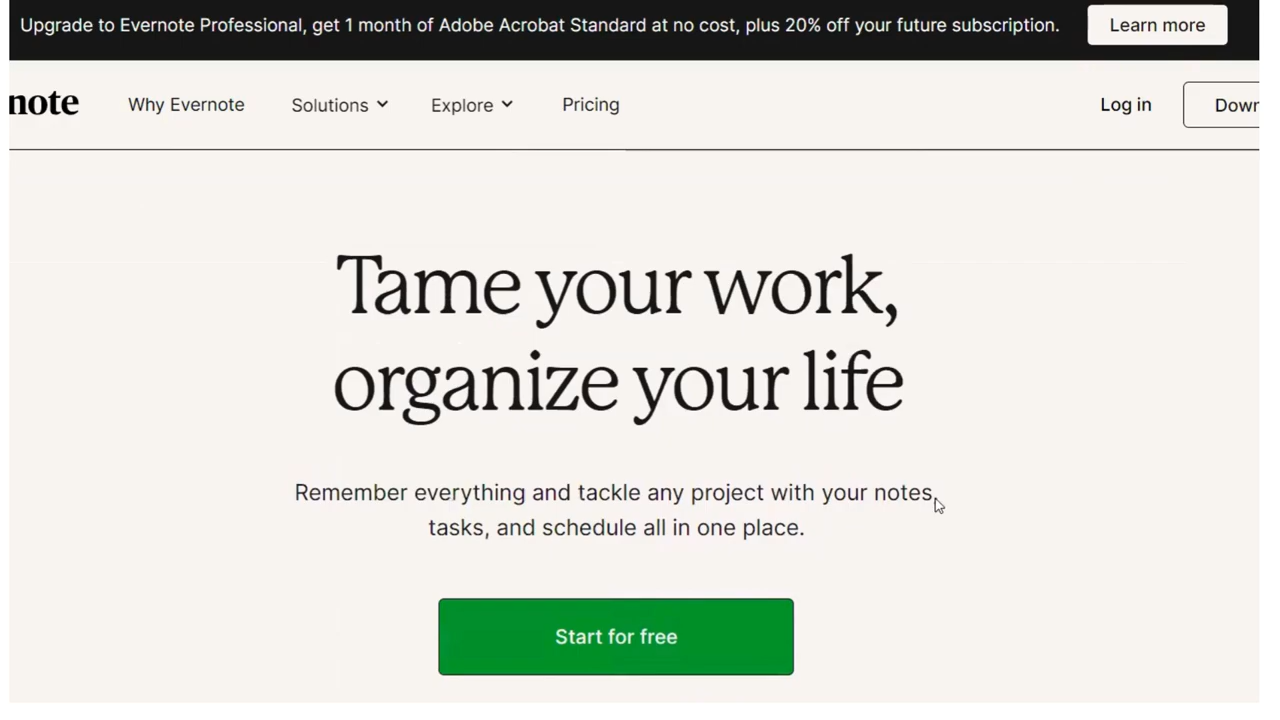 Upgrade to Evernote Professional, get 1 month of Adobe Acrobat Standard at no cost, plus 20% off your future subscription. Learn more
note Why Evernote Solutions Explore Pricing Log in Down
Tame your work,
organize your life
Remember everything and tackle any project with your notes,
tasks, and schedule all in one place.
Start for free